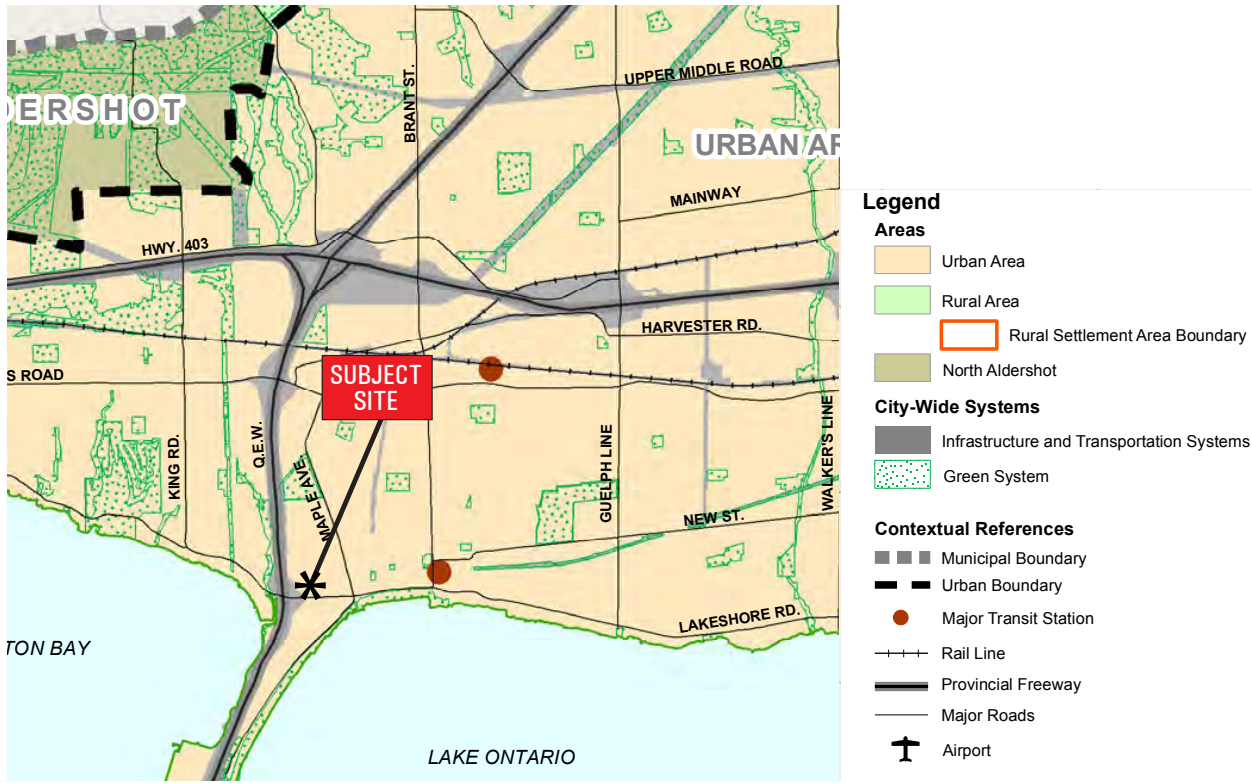 UPPER MIDDLE ROAD
DERSHOT
BRANT ST.
URBAN AR
MAINWAY
HWY. 403
HARVESTER RD.
SUBJECT
SITE
S ROAD
KING RD.
Q.E.W.
MAPLE AVE.
GUELPH LINE
WALKER'S LINE
NEW ST.
LAKESHORE RD.
TON BAY
LAKE ONTARIO
Legend
Areas
Urban Area
Rural Area
Rural Settlement Area Boundary
North Aldershot
City-Wide Systems
Infrastructure and Transportation Systems
Green System
Contextual References
Municipal Boundary
Urban Boundary
Major Transit Station
Rail Line
Provincial Freeway
Major Roads
Airport